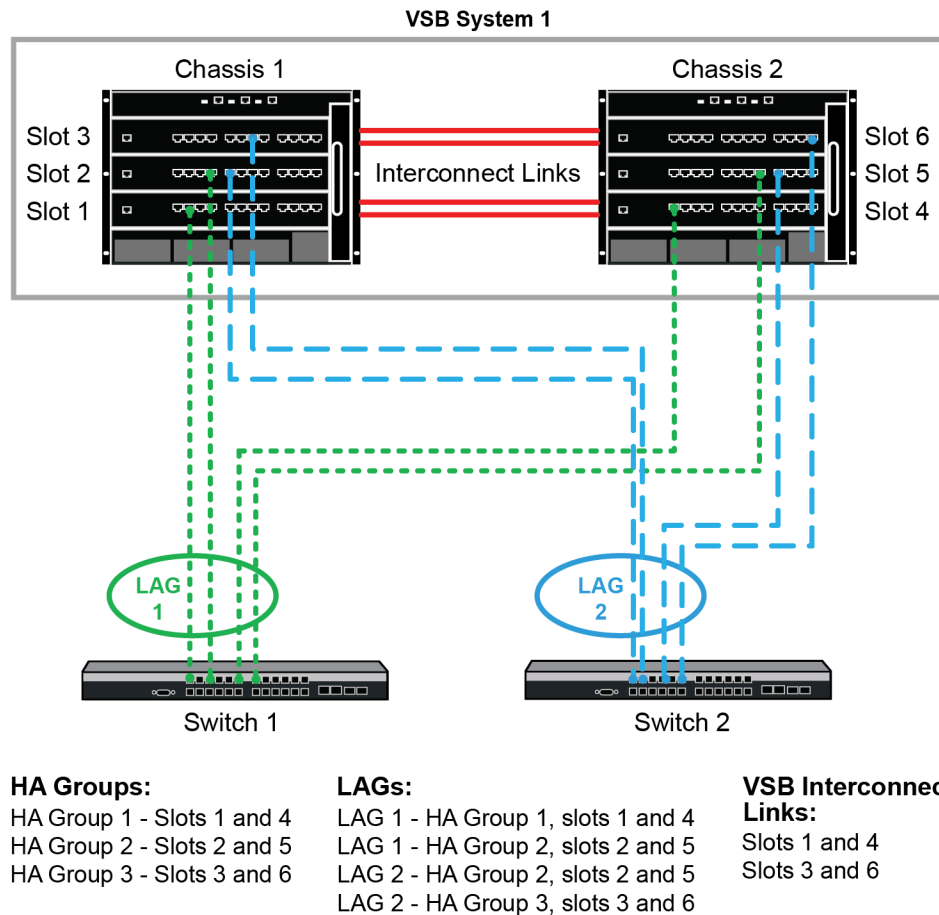 VSB System 1
Chassis 1
Chassis 2
Slot 3
Slot 6
Slot 2
Interconnect Links
Slot 5
Slot 1
Slot 4
LAG
1
LAG
2
Switch 1
Switch 2
HA Groups:
HA Group 1 - Slots 1 and 4
HA Group 2 - Slots 2 and 5
HA Group 3 - Slots 3 and 6
LAGs:
LAG 1 - HA Group 1, slots 1 and 4
LAG 1 - HA Group 2, slots 2 and 5
LAG 2 - HA Group 2, slots 2 and 5
LAG 2 - HA Group 3, slots 3 and 6
VSB Interconnec
Links:
Slots 1 and 4
Slots 3 and 6